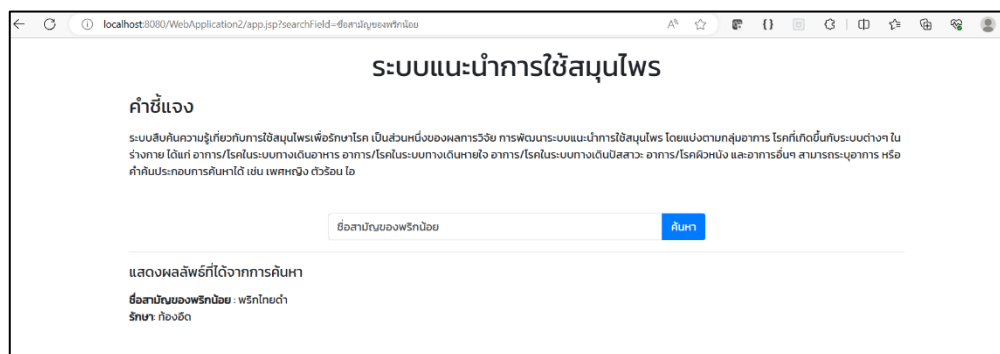 localhost:8080/WebApplication2/app.jsp?searchField=ชื่อสามัญของพริกน้อย
ระบบแนะนำการใช้สมุนไพร
คำชี้แจง
ระบบสืบค้นความรู้เกี่ยวกับการใช้สมุนไพรเพื่อรักษาโรค เป็นส่วนหนึ่งของผลการวิจัย การพัฒนาระบบแนะนำการใช้สมุนไพร โดยแบ่งตามกลุ่มอาการ โรคที่เกิดขึ้นกับระบบต่างๆ ใน
ร่างกาย ได้แก่ อาการ/โรคในระบบทางเดินอาหาร อาการ/โรคในระบบทางเดินหายใจ อาการ/โรคในระบบทางเดินปัสสาวะ อาการ/โรคผิวหนัง และอาการอื่นๆ สามารถระบุอาการ หรือ
คำค้นประกอบการค้นหาได้ เช่น เพศหญิง ตัวร้อน ไอ
ชื่อสามัญของพริกน้อย ค้นหา
แสดงผลลัพธ์ที่ได้จากการค้นหา
ชื่อสามัญของพริกน้อย : พริกไทยดำ
รักษา: ท้องอืด